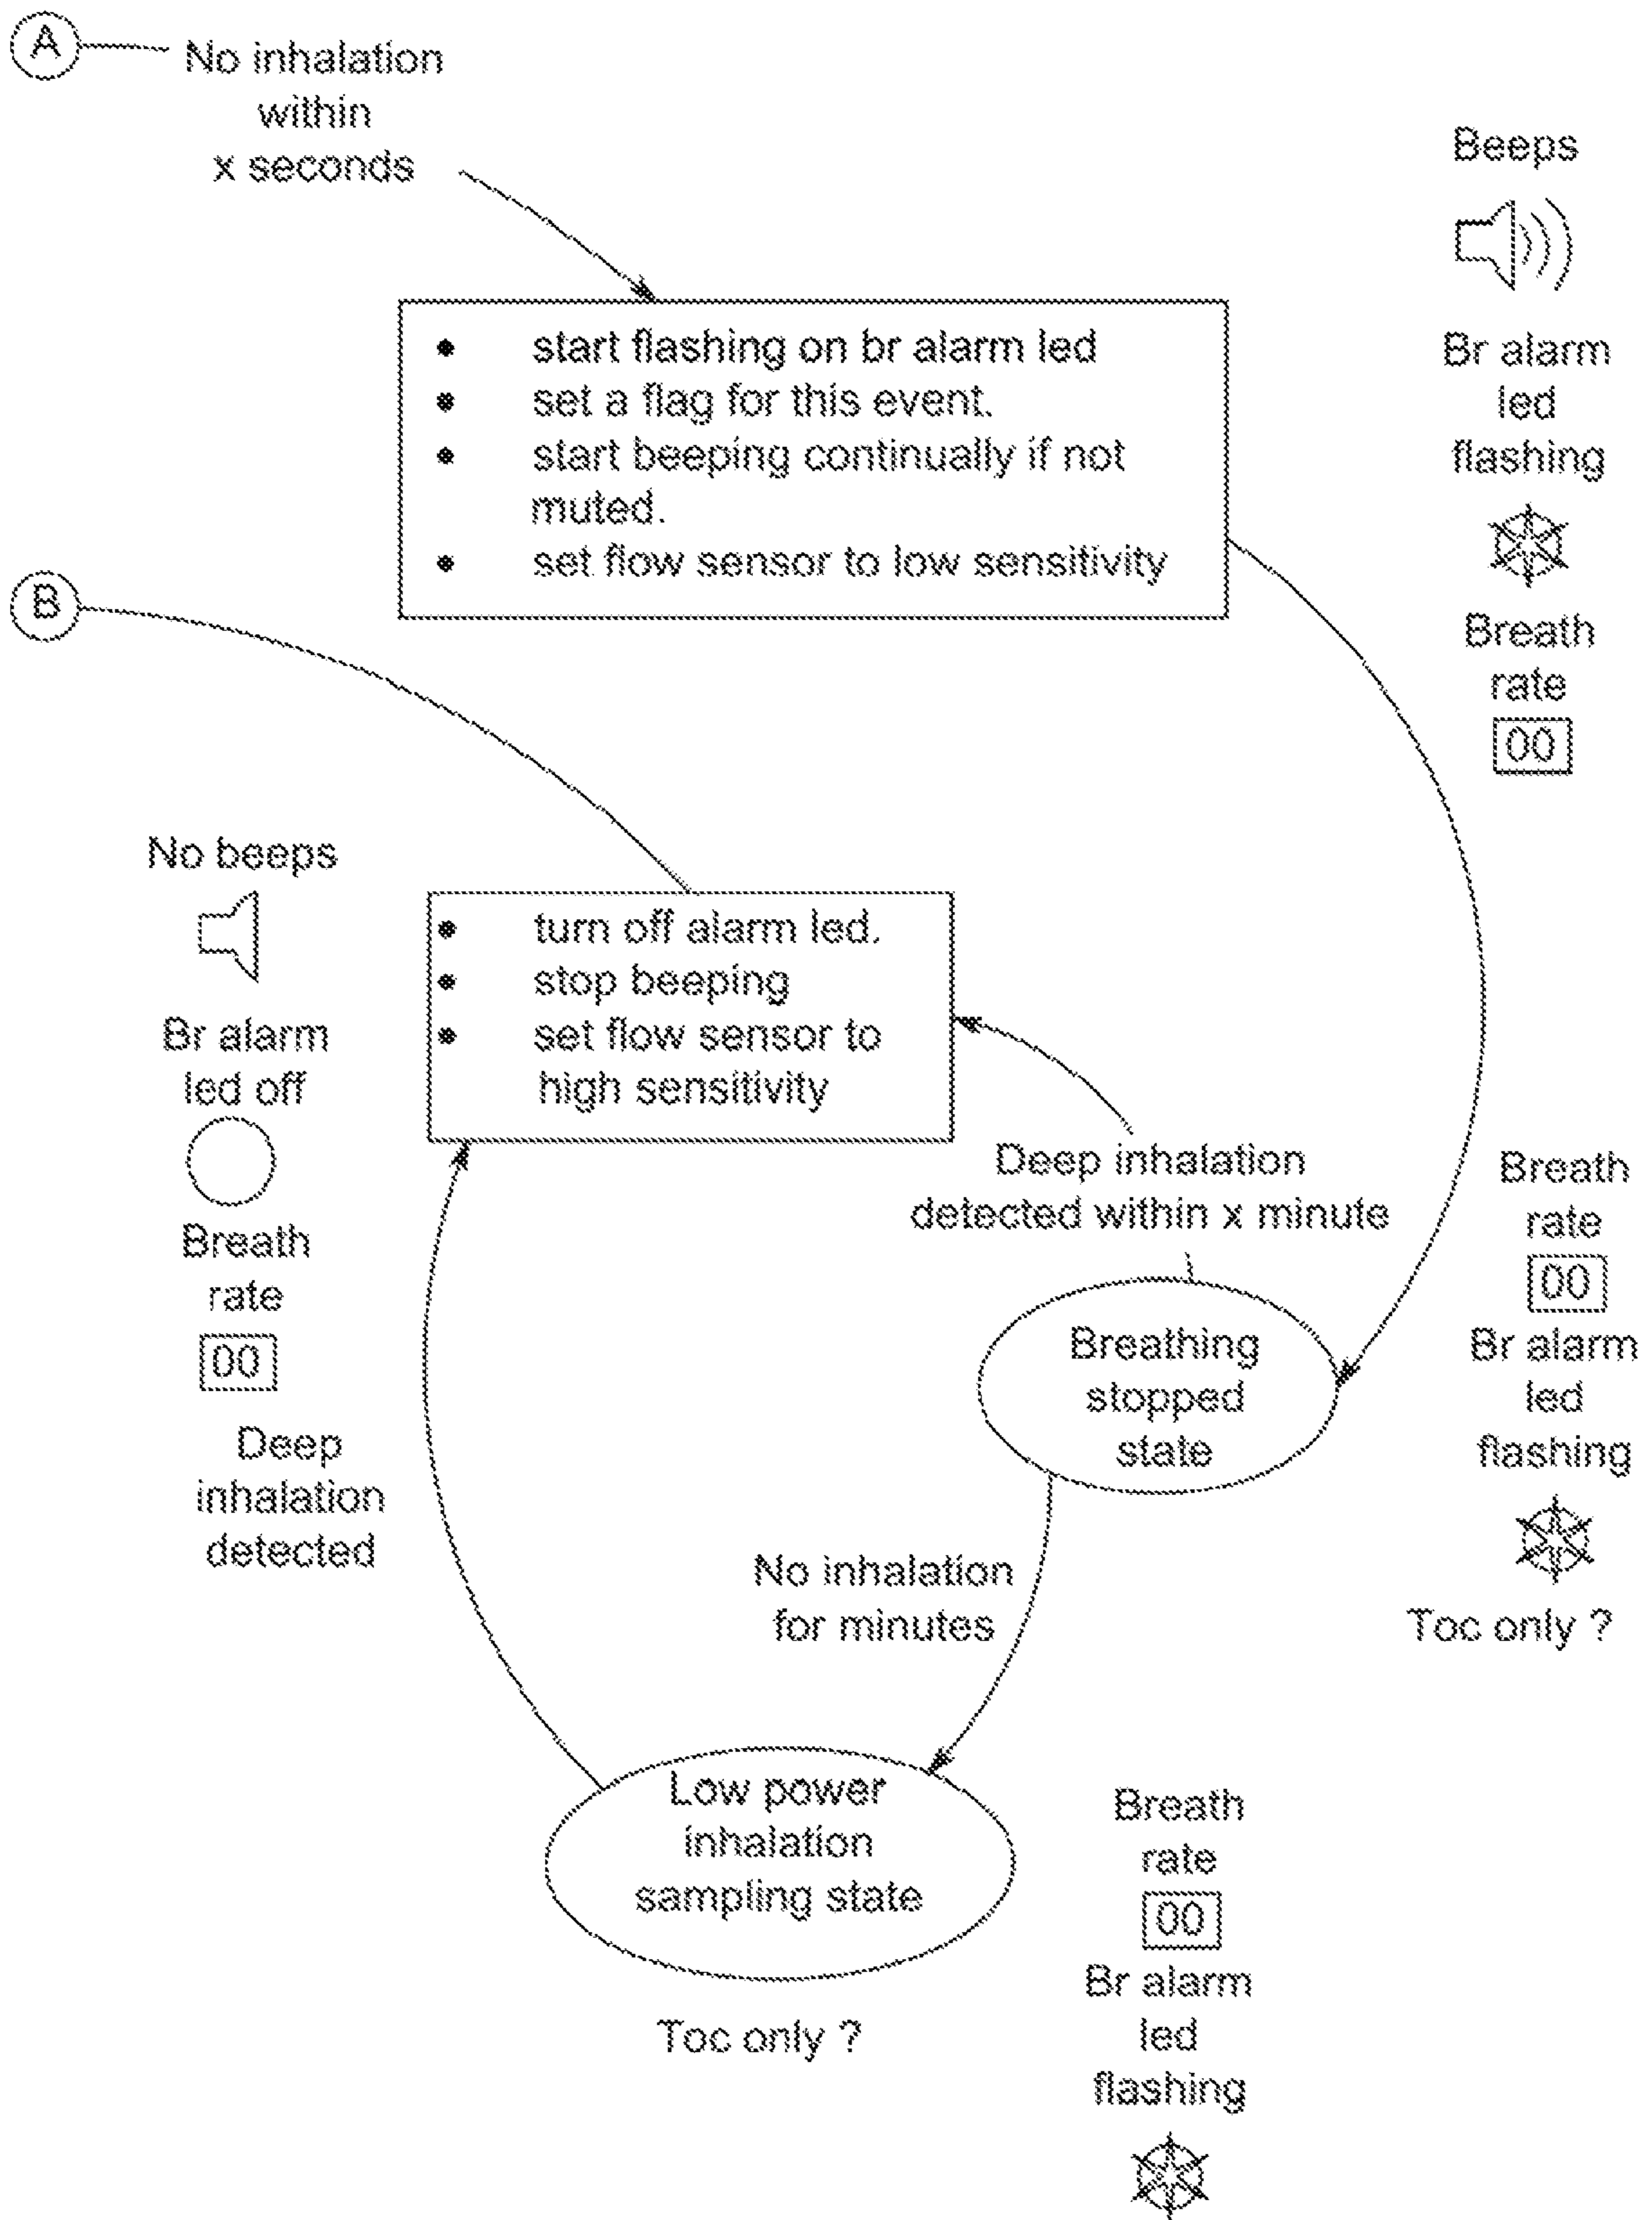 A
No inhalation
within
x seconds
Beeps
Br alarm
led
flashing
Breath
rate
00
• start flashing on br alarm led
• set a flag for this event.
• start beeping continually if not
muted.
• set flow sensor to low sensitivity
B
No beeps
Br alarm
led off
Breath
rate
00
• turn off alarm led.
• stop beeping
• set flow sensor to
high sensitivity
Deep inhalation
detected within x minute
Breathing
stopped
state
Breath
rate
00
Br alarm
led
flashing
Toc only ?
Deep
inhalation
detected
No inhalation
for minutes
Low power
inhalation
sampling state
Toc only ?
Breath
rate
00
Br alarm
led
flashing